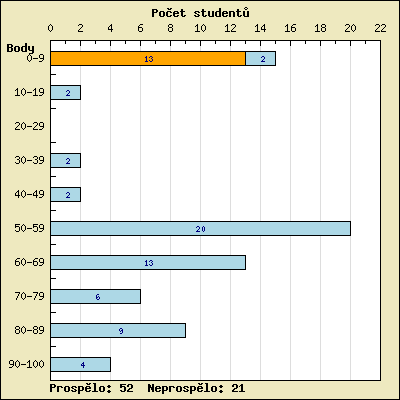 Počet studentů
0 2 4 6 8 10 12 14 16 18 20 22
Body
0-9 13 2
10-19 2
20-29
30-39 2
40-49 2
50-59 20
60-69 13
70-79 6
80-89 9
90-100 4
Prospělo: 52 Neprospělo: 21